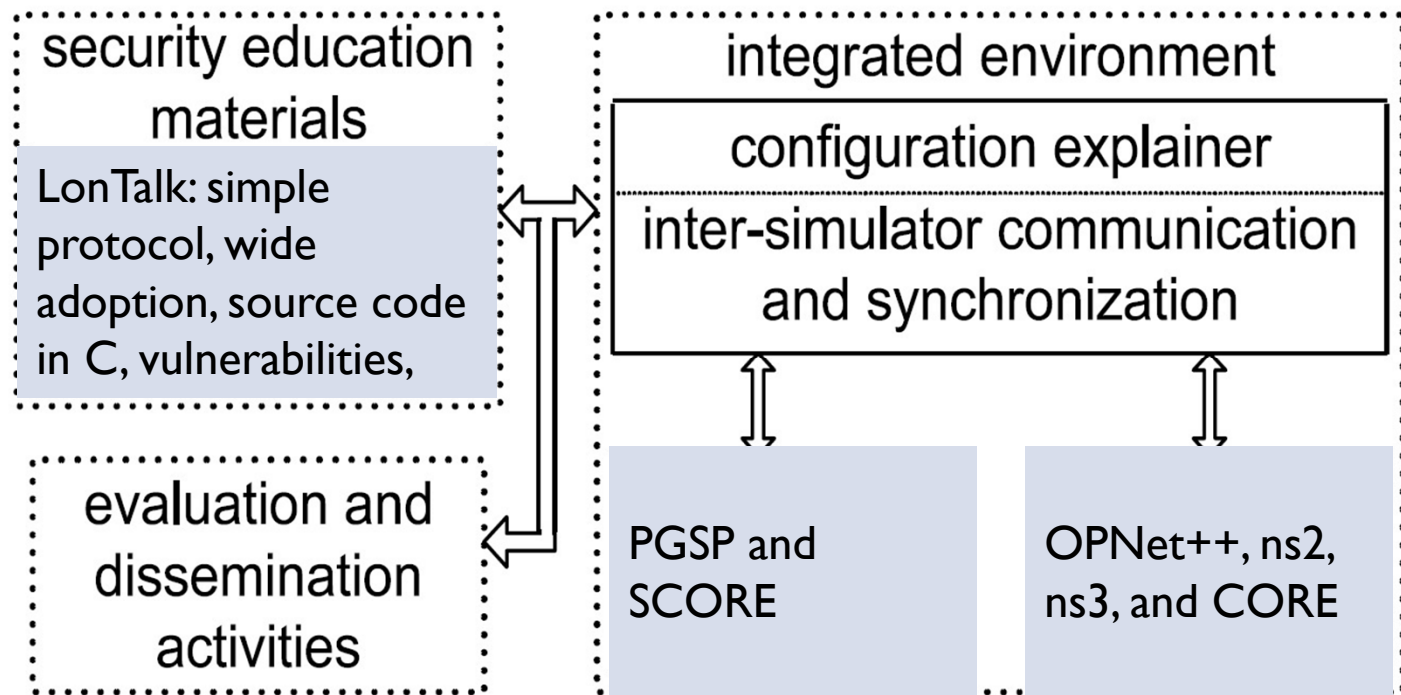 security education
materials
LonTalk: simple
protocol, wide
adoption, source code
in C, vulnerabilities,
evaluation and
dissemination
activities
integrated environment
configuration explainer
inter-simulator communication
and synchronization
PGSP and
SCORE
OPNet++, ns2,
ns3, and CORE